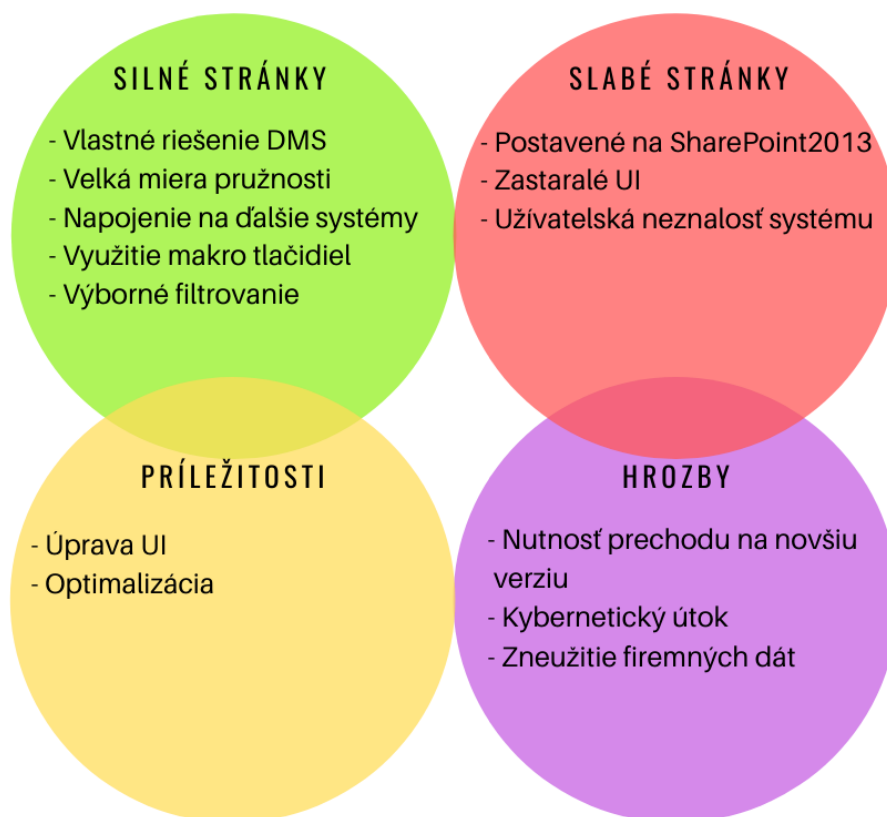 SILNÉ STRÁNKY
- Vlastné riešenie DMS
- Velká miera pružnosti
- Napojenie na ďalšie systémy
- Využitie makro tlačidiel
- Výborné filtrovanie
SLABÉ STRÁNKY
- Postavené na SharePoint2013
- Zastaralé UI
- Užívatelská neznalosť systému
PRÍLEŽITOSTI
- Úprava UI
- Optimalizácia
HROZBY
- Nutnosť prechodu na novšiu
verziu
- Kybernetický útok
- Zneužitie firemných dát